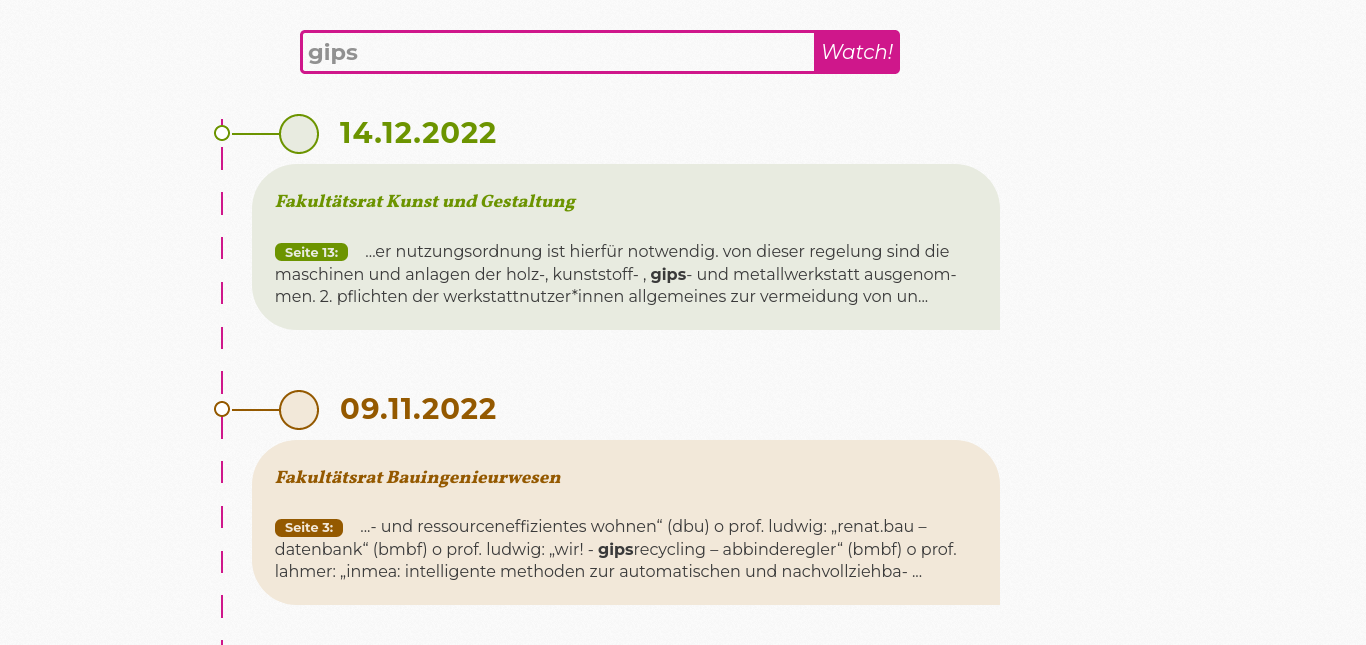 gips
Watch!
14.12.2022
Fakultätsrat Kunst und Gestaltung
Seite 13: ...er nutzungsordnung ist hierfür notwendig. von dieser regelung sind die
maschinen und anlagen der holz-, kunststoff- , gips- und metallwerkstatt ausgenom-
men. 2. pflichten der werkstattnutzer*innen allgemeines zur vermeidung von un...
09.11.2022
Fakultätsrat Bauingenieurwesen
Seite 3: ...- und ressourceneffizientes wohnen“ (dbu) o prof. ludwig: „renat.bau –
datenbank“ (bmbf) o prof. ludwig: „wir! - gipsrecycling – abbinderegler“ (bmbf) o prof.
lahmer: „inmea: intelligente methoden zur automatischen und nachvollziehba- ...